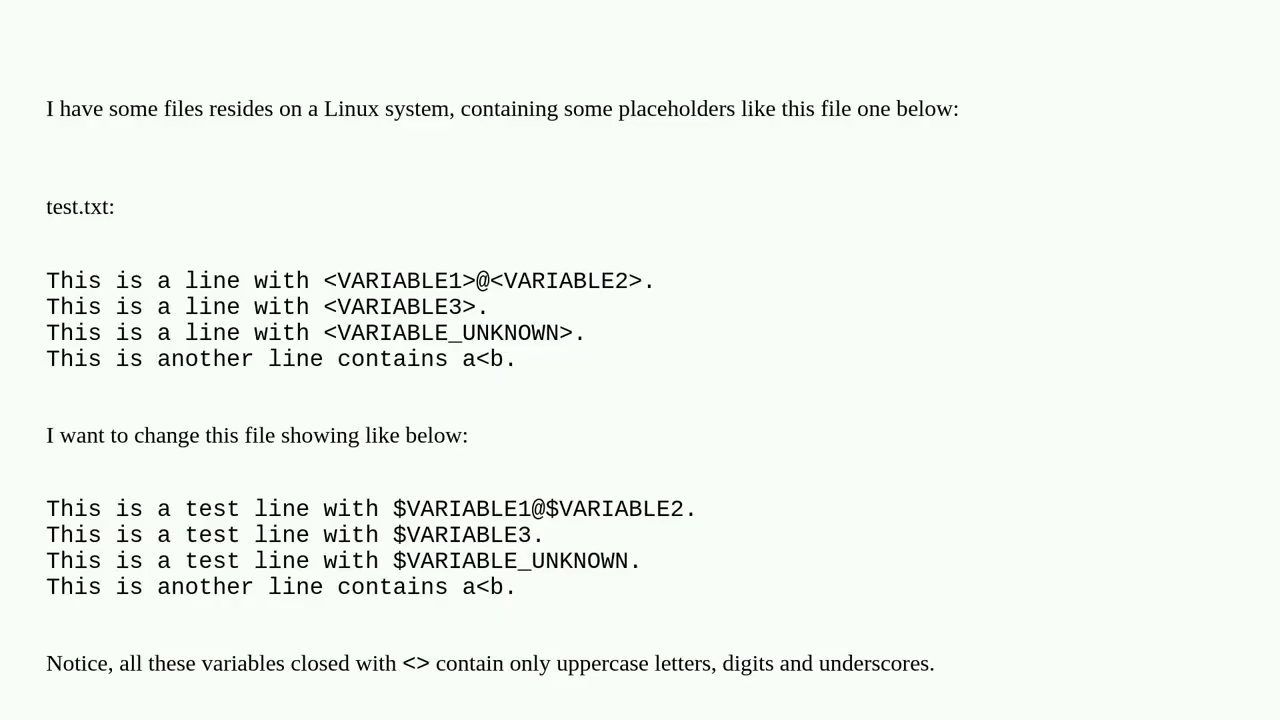 I have some files resides on a Linux system, containing some placeholders like this file one below:
test.txt:
This is a line with <VARIABLE1>@<VARIABLE2>.
This is a line with <VARIABLE3>.
This is a line with <VARIABLE_UNKNOWN>.
This is another line contains a<b.
I want to change this file showing like below:
This is a test line with $VARIABLE1@$VARIABLE2.
This is a test line with $VARIABLE3.
This is a test line with $VARIABLE_UNKNOWN.
This is another line contains a<b.
Notice, all these variables closed with <> contain only uppercase letters, digits and underscores.